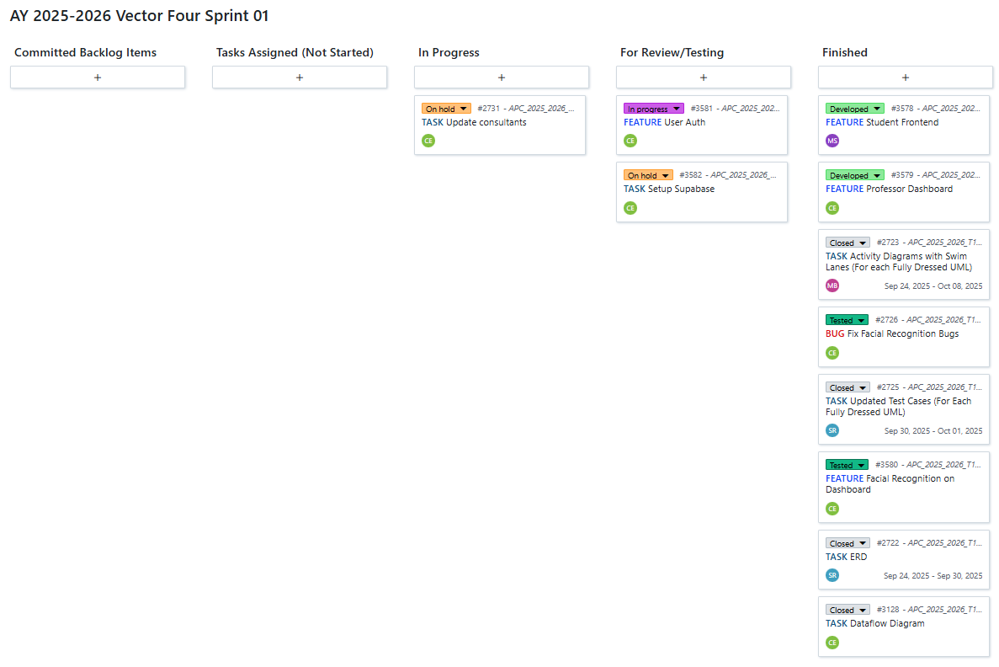 AY 2025-2026 Vector Four Sprint 01
Committed Backlog Items
+
Tasks Assigned (Not Started)
+
In Progress
+
On hold #2731 - APC_2025_2026_...
TASK Update consultants
CE
For Review/Testing
+
In progress #3581 - APC_2025_202...
FEATURE User Auth
CE
On hold #3582 - APC_2025_2026_...
TASK Setup Supabase
CE
Finished
+
Developed #3578 - APC_2025_202...
FEATURE Student Frontend
MS
Developed #3579 - APC_2025_202...
FEATURE Professor Dashboard
CE
Closed #2723 - APC_2025_2026_T1...
TASK Activity Diagrams with Swim
Lanes (For each Fully Dressed UML)
MB Sep 24, 2025 - Oct 08, 2025
Tested #2726 - APC_2025_2026_T1...
BUG Fix Facial Recognition Bugs
CE
Closed #2725 - APC_2025_2026_T1...
TASK Updated Test Cases (For Each
Fully Dressed UML)
SR Sep 30, 2025 - Oct 01, 2025
Tested #3580 - APC_2025_2026_T1...
FEATURE Facial Recognition on
Dashboard
CE
Closed #2722 - APC_2025_2026_T1...
TASK ERD
SR Sep 24, 2025 - Sep 30, 2025
Closed #3128 - APC_2025_2026_T1...
TASK Dataflow Diagram
CE